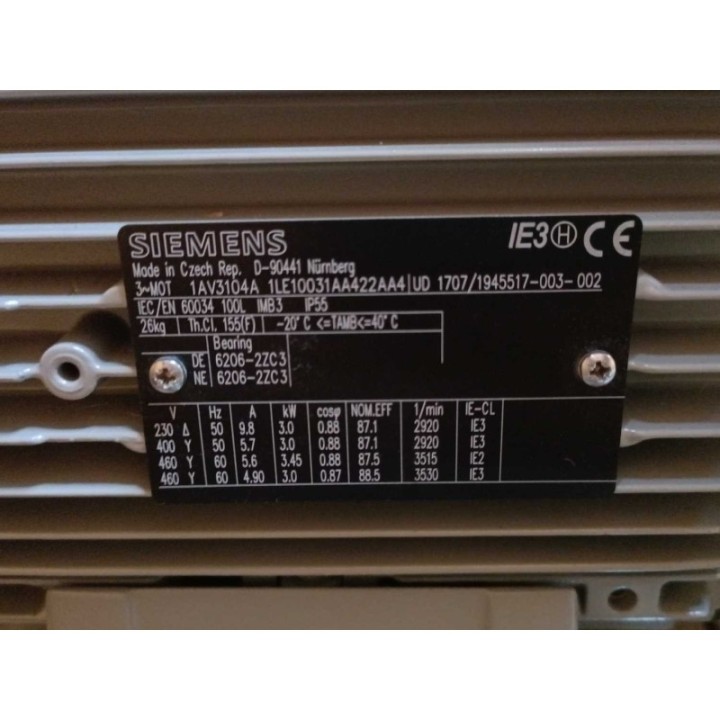 SIEMENS IE3 H CE
Made in Czech Rep. D-90441 Nürnberg
3~MOT 1AV3104A 1LE10031AA422AA4 UD 1707/1945517-003-002
IEC/EN 60034 100L IMB3 IP55
26kg Th.Cl. 155(F) -20° C <=TAMB<=40° C
Bearing
DE 6206-2ZC3
NE 6206-2ZC3
V Hz A kW cosφ NOM.EFF 1/min IE-CL
230 Δ 50 9.8 3.0 0.88 87.1 2920 IE3
400 Y 50 5.7 3.0 0.88 87.1 2920 IE3
460 Y 60 5.6 3.45 0.88 87.5 3515 IE2
460 Y 60 4.90 3.0 0.87 88.5 3530 IE3